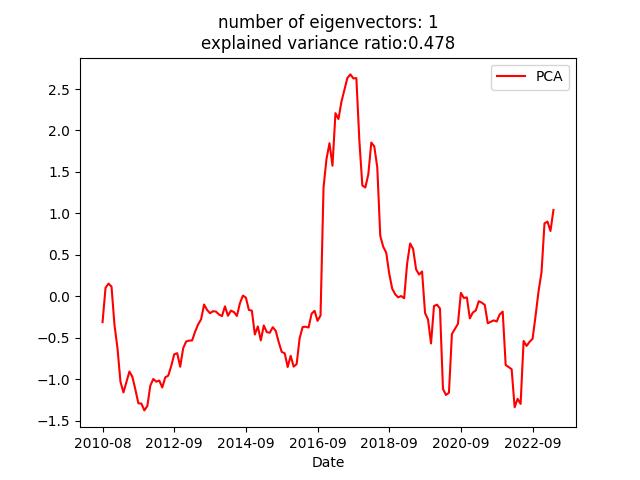 number of eigenvectors: 1
explained variance ratio:0.478
PCA
2.5
2.0
1.5
1.0
0.5
0.0
−0.5
−1.0
−1.5
2010-08 2012-09 2014-09 2016-09 2018-09 2020-09 2022-09
Date